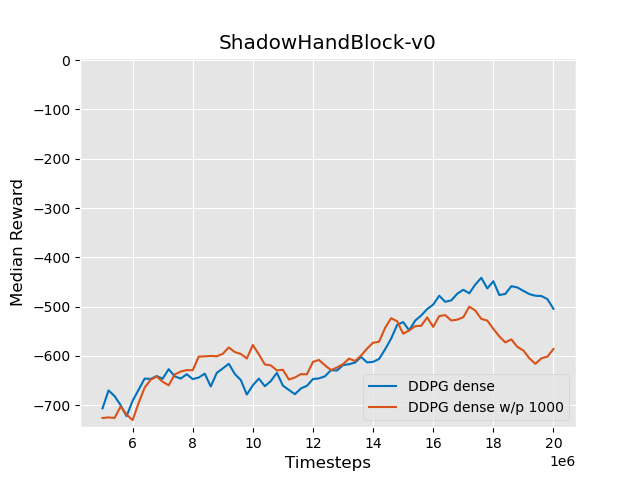 ShadowHandBlock-v0
Median Reward
0
−100
−200
−300
−400
−500
−600
−700
DDPG dense
DDPG dense w/p 1000
6
8
10
12
14
16
18
20
Timesteps
1e6